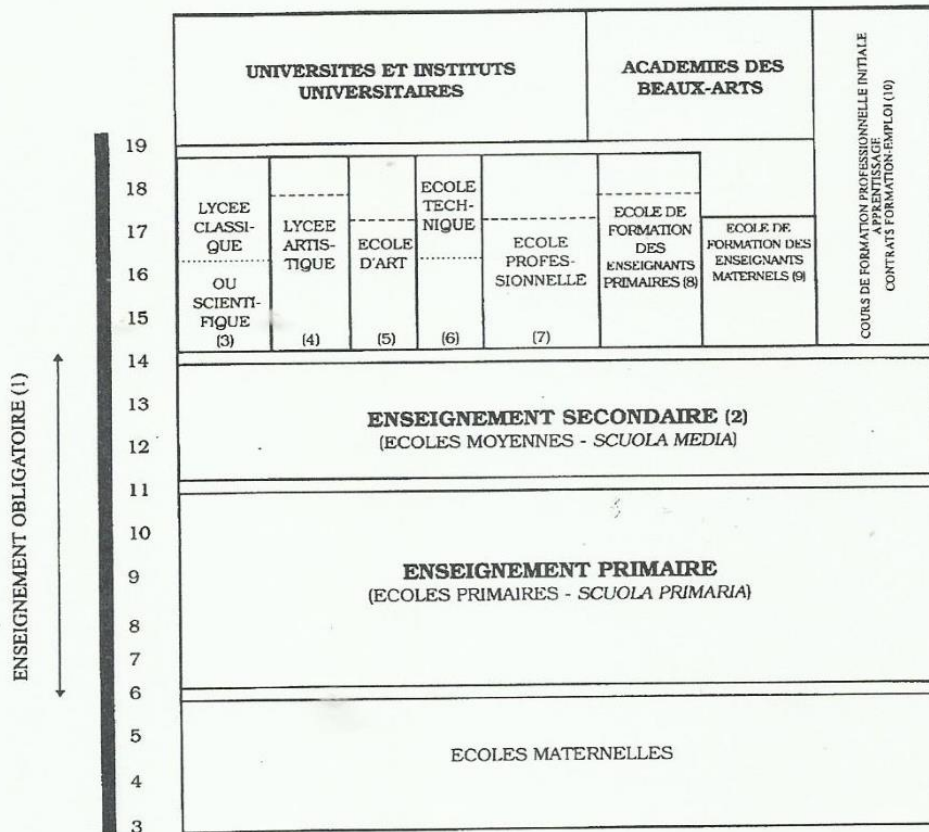 UNIVERSITES ET INSTITUTS
UNIVERSITAIRES
ACADEMIES DES
BEAUX-ARTS
COURS DE FORMATION PROFESSIONNELLE INITIALE
APPRENTISSAGE
CONTRATS FORMATION-EMPLOI (10)
19
18
17
16
15
14
13
12
11
10
9
8
7
6
5
4
3
ENSEIGNEMENT OBLIGATOIRE (1)
LYCEE
CLASSI-
QUE
OU
SCIENTI-
FIQUE
(3)
LYCEE
ARTIS-
TIQUE
(4)
ECOLE
D'ART
(5)
ECOLE
TECH-
NIQUE
(6)
ECOLE
PROFES-
SIONNELLE
(7)
ECOLE DE
FORMATION
DES
ENSEIGNANTS
PRIMAIRES (8)
ECOLE DE
FORMATION DES
ENSEIGNANTS
MATERNELS (9)
ENSEIGNEMENT SECONDAIRE (2)
(ECOLES MOYENNES - SCUOLA MEDIA)
ENSEIGNEMENT PRIMAIRE
(ECOLES PRIMAIRES - SCUOLA PRIMARIA)
ECOLES MATERNELLES